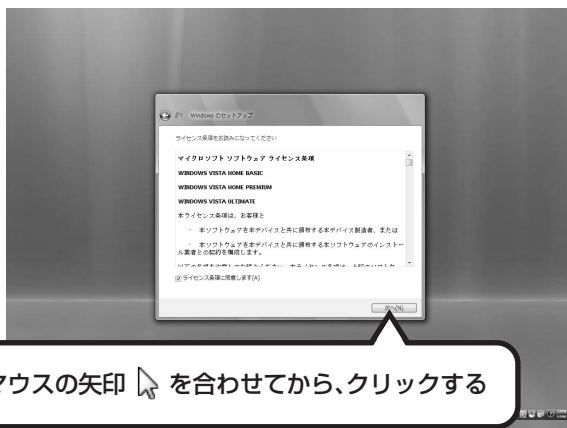 Windows のセットアップ
ライセンス条項をお読みになってください
マイクロソフト ソフトウェア ライセンス条項
WINDOWS VISTA HOME BASIC
WINDOWS VISTA HOME PREMIUM
WINDOWS VISTA ULTIMATE
本ライセンス条項は、お客様と
· 本ソフトウェアを本デバイスと共に頒布する本デバイス製造者、または
· 本ソフトウェアを本デバイスと共に頒布する本ソフトウェアのインストー
ル業者との契約を構成します。
ライセンス条項に同意します(A)
次へ(N)
マウスの矢印 を合わせてから、クリックする